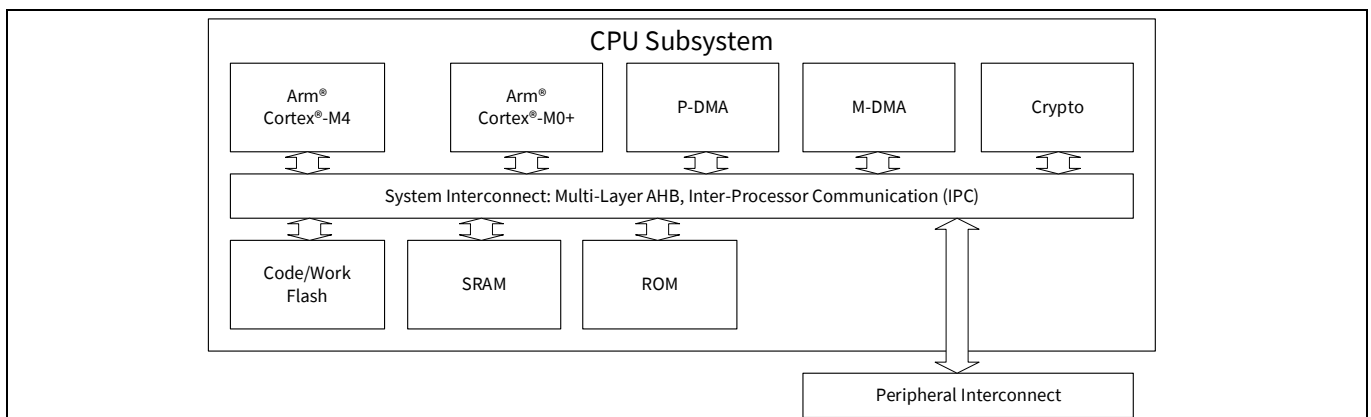 CPU Subsystem
Arm®
Cortex®-M4
Arm®
Cortex®-M0+
P-DMA
M-DMA
Crypto
System Interconnect: Multi-Layer AHB, Inter-Processor Communication (IPC)
Code/Work
Flash
SRAM
ROM
Peripheral Interconnect